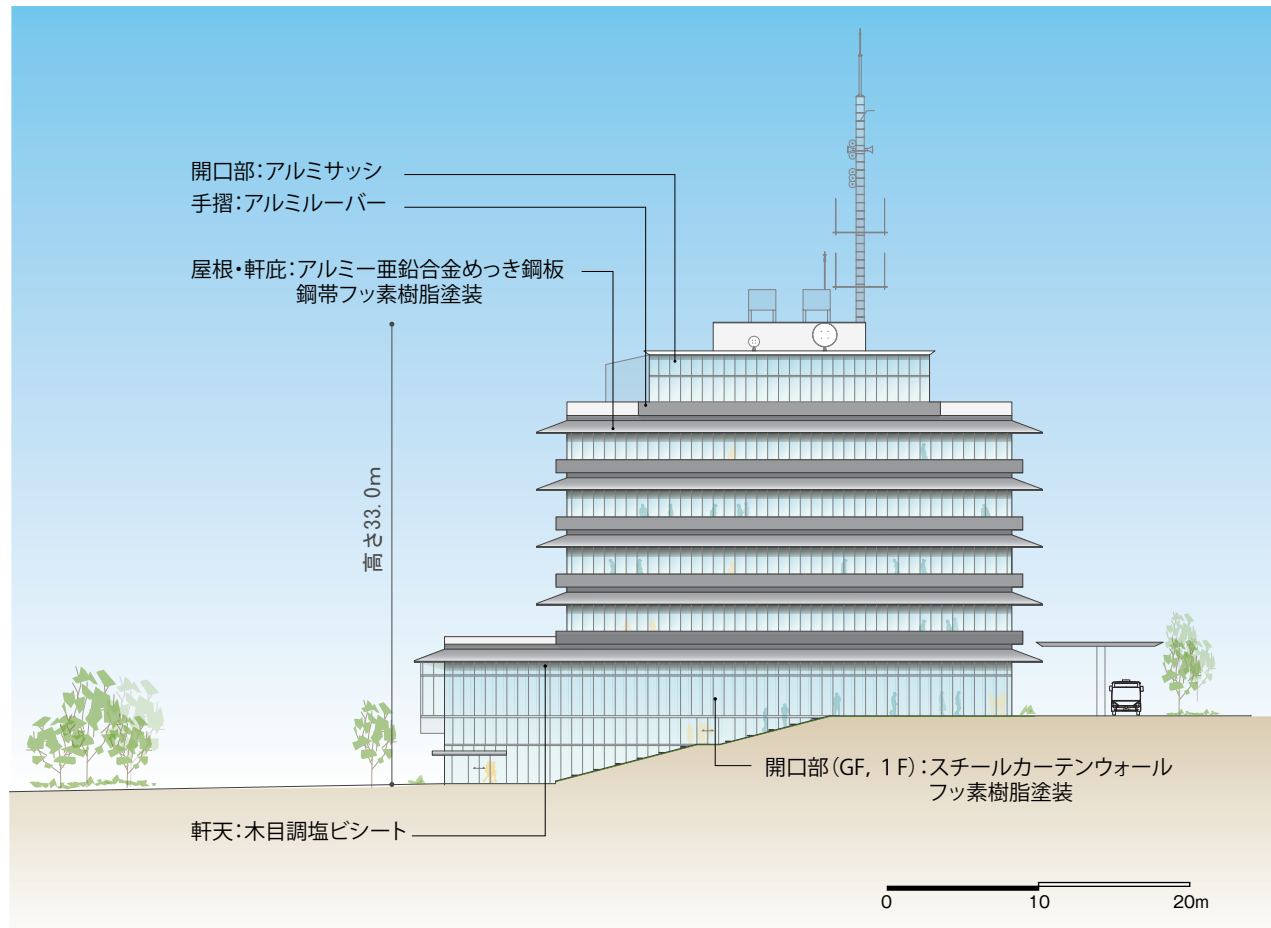 開口部:アルミサッシ
手摺:アルミルーバー
屋根・軒庇:アルミー亜鉛合金めっき鋼板
鋼帯フッ素樹脂塗装
高さ33.0m
開口部(GF, 1F):スチールカーテンウォール
フッ素樹脂塗装
軒天:木目調塩ビシート
0 10 20m